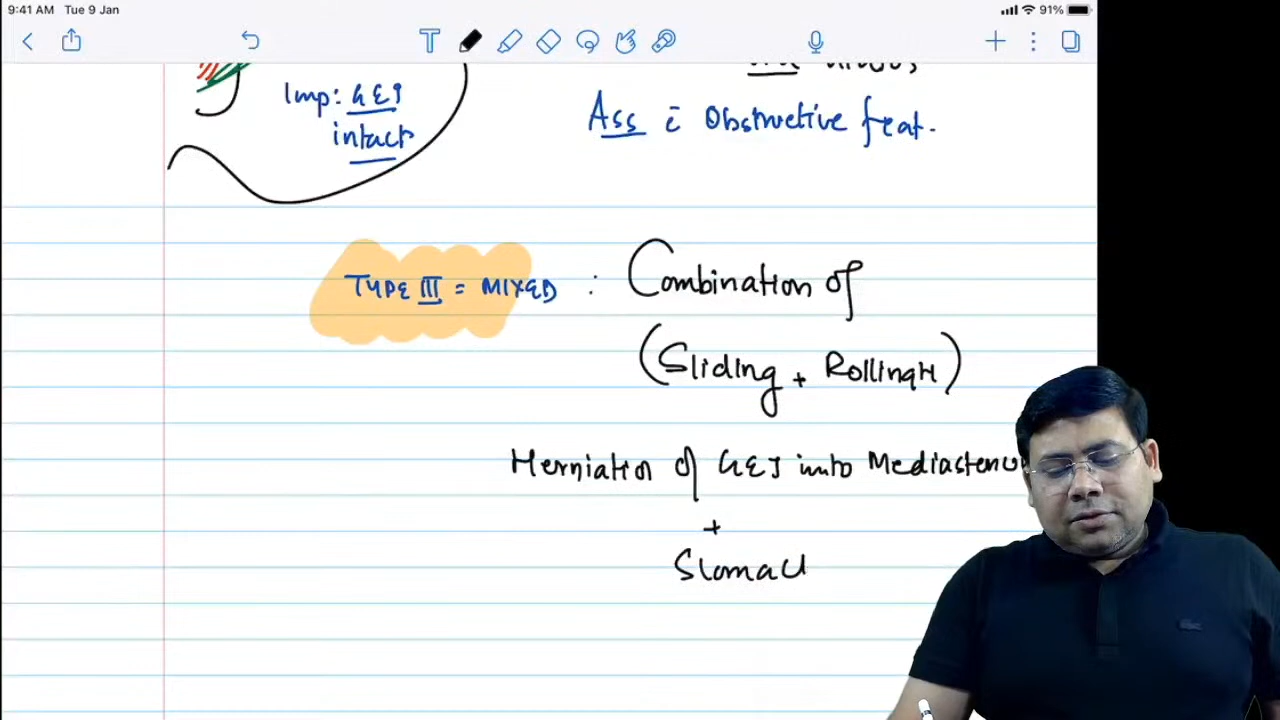 9:41 AM Tue 9 Jan
91%
T
Imp: GEJ
intact
Ass c̄ Obstructive feat.
TYPE III = MIXED : Combination of
(Sliding + Rolling H)
Herniation of GEJ into
+
Stomach